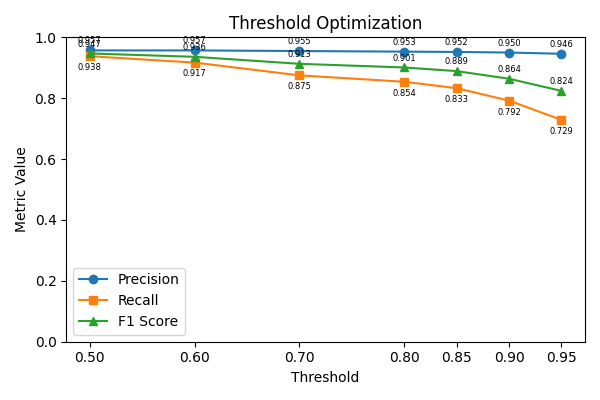 Threshold Optimization
0.957 0.957 0.955 0.953 0.952 0.950 0.946
0.947 0.936 0.913 0.901 0.889 0.864 0.824
0.938 0.917 0.875 0.854 0.833 0.792 0.729
Metric Value
1.0
0.8
0.6
0.4
0.2
0.0
Precision
Recall
F1 Score
0.50 0.60 0.70 0.80 0.85 0.90 0.95
Threshold